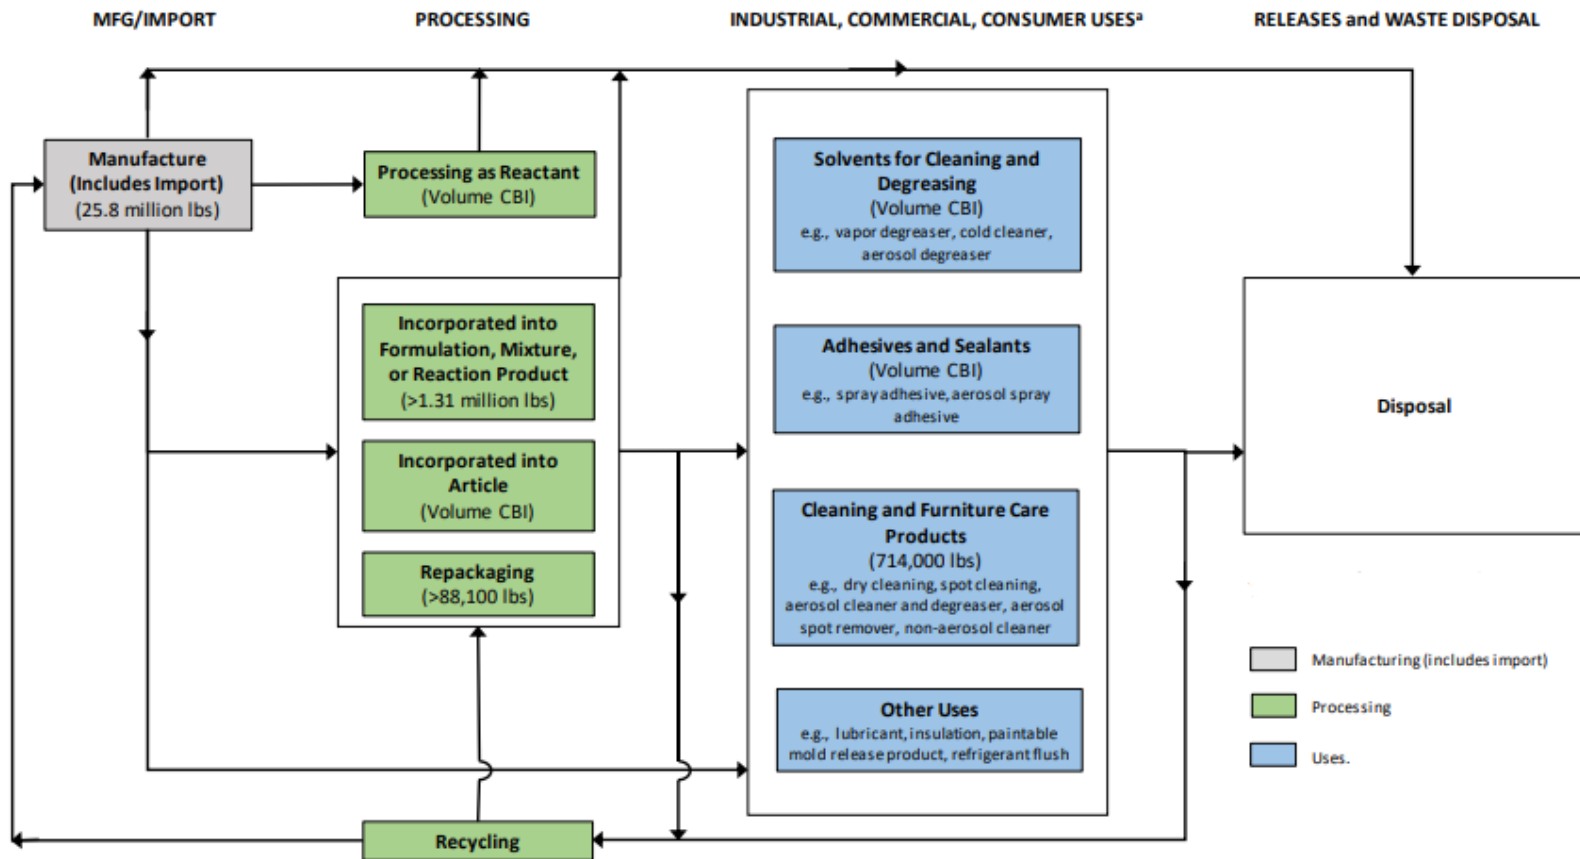 MFG/IMPORT
PROCESSING
INDUSTRIAL, COMMERCIAL, CONSUMER USESª
RELEASES and WASTE DISPOSAL
Manufacture
(Includes Import)
(25.8 million lbs)
Processing as Reactant
(Volume CBI)
Incorporated into
Formulation, Mixture,
or Reaction Product
(>1.31 million lbs)
Incorporated into
Article
(Volume CBI)
Repackaging
(>88,100 lbs)
Recycling
Solvents for Cleaning and
Degreasing
(Volume CBI)
e.g., vapor degreaser, cold cleaner,
aerosol degreaser
Adhesives and Sealants
(Volume CBI)
e.g., spray adhesive, aerosol spray
adhesive
Cleaning and Furniture Care
Products
(714,000 lbs)
e.g., dry cleaning, spot cleaning,
aerosol cleaner and degreaser, aerosol
spot remover, non-aerosol cleaner
Other Uses
e.g., lubricant, insulation, paintable
mold release product, refrigerant flush
Disposal
Manufacturing (includes import)
Processing
Uses.